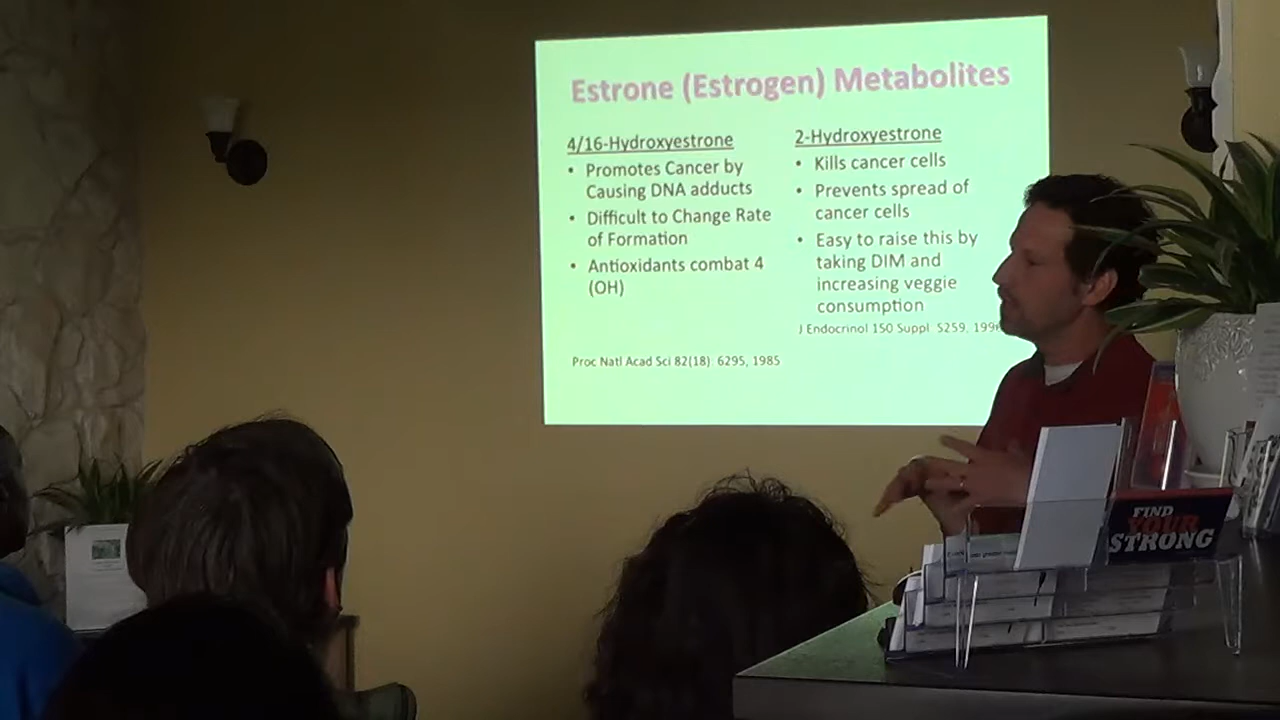 Estrone (Estrogen) Metabolites
4/16-Hydroxyestrone
• Promotes Cancer by
Causing DNA adducts
• Difficult to Change Rate
of Formation
• Antioxidants combat 4
(OH)
Proc Natl Acad Sci 82(18): 6295, 1985
2-Hydroxyestrone
• Kills cancer cells
• Prevents spread of
cancer cells
• Easy to raise this by
taking DIM and
increasing veggie
consumption
J Endocrinol 150 Suppl S259, 199
FIND
YOUR
STRONG